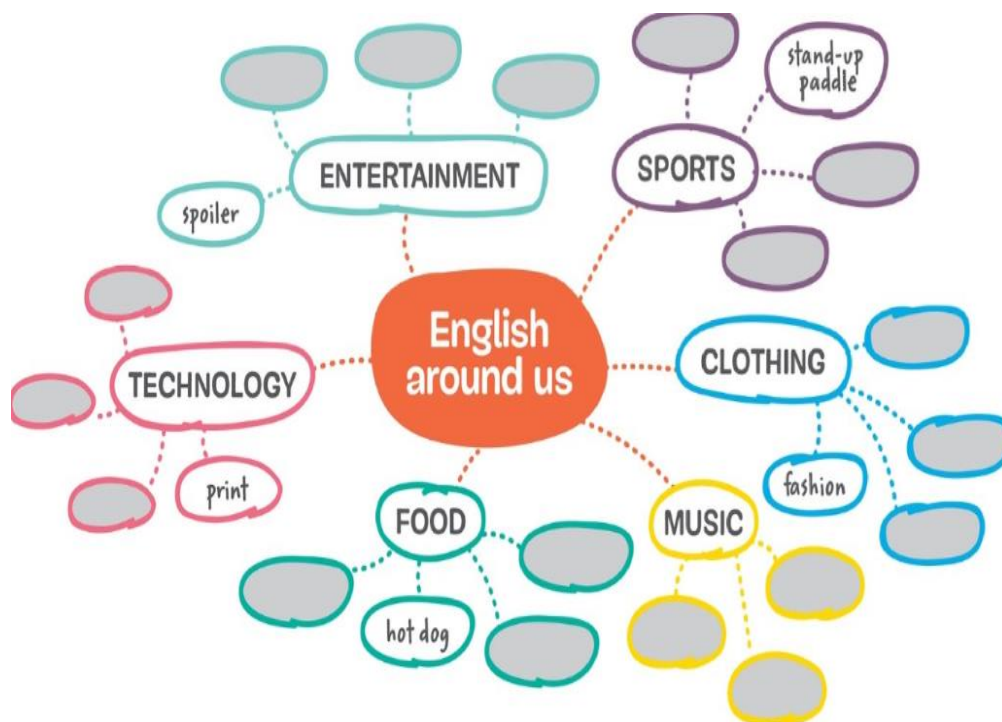 ENTERTAINMENT
spoiler
SPORTS
stand-up
paddle
English
around us
TECHNOLOGY
print
CLOTHING
fashion
FOOD
hot dog
MUSIC